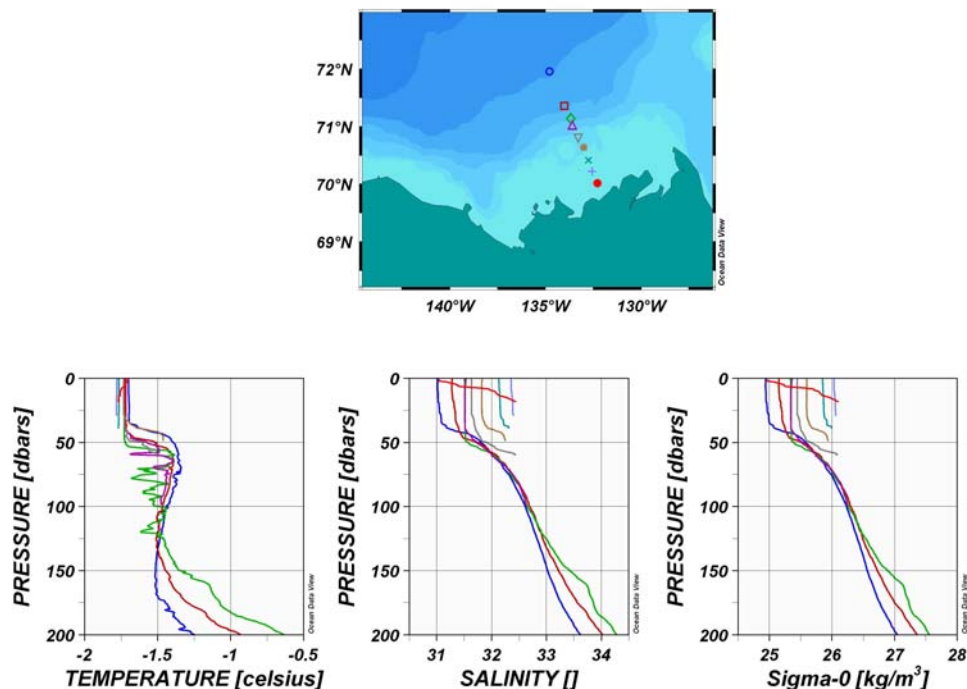 72°N
71°N
70°N
69°N
140°W 135°W 130°W
Ocean Data View
0
50
100
150
200
PRESSURE [dbars]
-2 -1.5 -1 -0.5
TEMPERATURE [celsius]
Ocean Data View
0
50
100
150
200
PRESSURE [dbars]
31 32 33 34
SALINITY []
Ocean Data View
0
50
100
150
200
PRESSURE [dbars]
25 26 27 28
Sigma-0 [kg/m³]
Ocean Data View